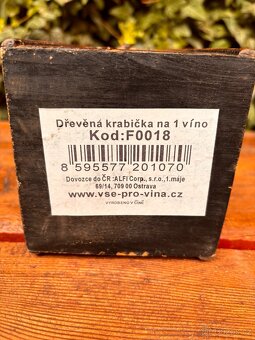 Dřevěná krabička na 1 víno
Kod:F0018
8 595577 201070
Dovozce do ČR :ALFI Corp., s.r.o.,1.máje
69/14, 709 00 Ostrava
www.vse-pro-vina.cz
VYROBENO V ČÍNĚ